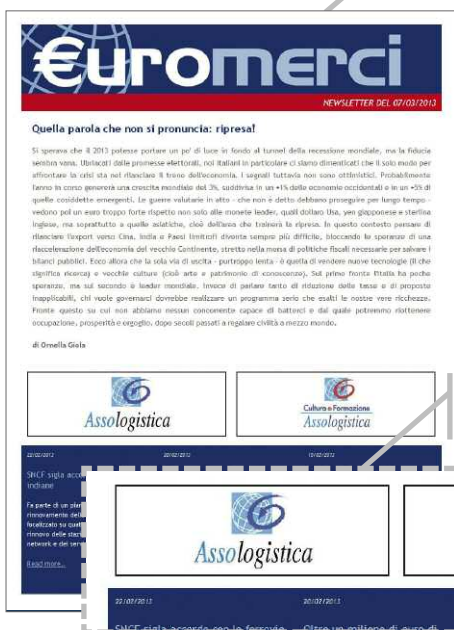 €uromerci
NEWSLETTER DEL 07/03/2013
Quella parola che non si pronuncia: ripresa!
Si sperava che il 2013 potesse portare un po' di luce in fondo al tunnel della recessione mondiale, ma la fiducia
sembra vana. Ubriacati dalle promesse elettorali, noi italiani in particolare ci siamo dimenticati che il solo modo per
affrontare la crisi sta nel rilanciare il treno dell'economia. I segnali tuttavia non sono ottimistici. Probabilmente
l'anno in corso genererà una crescita mondiale del 3%, suddivisa in un +1% delle economie occidentali e in un +5% di
quelle cosiddette emergenti. Le guerre valutarie in atto - che non è detto debbano proseguire per lungo tempo -
vedono poi un euro troppo forte rispetto non solo alle monete leader, quali dollaro Usa, yen giapponese e sterlina
inglese, ma soprattutto a quelle asiatiche, cioè dell'area che trainerà la ripresa. In questo contesto pensare di
rilanciare l'export verso Cina, India e Paesi limitrofi diventa sempre più difficile, bloccando le speranze di una
riaccelerazione dell'economia del vecchio Continente, stretto nella morsa di politiche fiscali necessarie per salvare i
bilanci pubblici. Ecco allora che la sola via di uscita - purtroppo lenta - è quella di vendere nuove tecnologie (il che
significa ricerca) e vecchie culture (cioè arte e patrimonio di conoscenze). Sul primo fronte l'Italia ha poche
speranze, ma sul secondo è leader mondiale. Invece di parlare tanto di riduzione delle tasse e di proposte
inapplicabili, chi vuole governarci dovrebbe realizzare un programma serio che esalti le nostre vere ricchezze.
Fronte questo su cui non abbiamo nessun concorrente capace di batterci e dal quale potremmo riottenere
occupazione, prosperità e orgoglio, dopo secoli passati a regalare civiltà a mezzo mondo.
di Ornella Giola
Assologistica
Cultura e Formazione
Assologistica
22/02/2013 20/02/2013
SNCF sigla acco
indiane
Fa parte di un pian
rinnovamento del
focalizzato su quat
rinnovo delle staz
network e dei serv
Read more...
Assologistica
22/02/2013 20/02/2013
SNCF sigla accordo con le ferrovie Oltre un milione di euro di